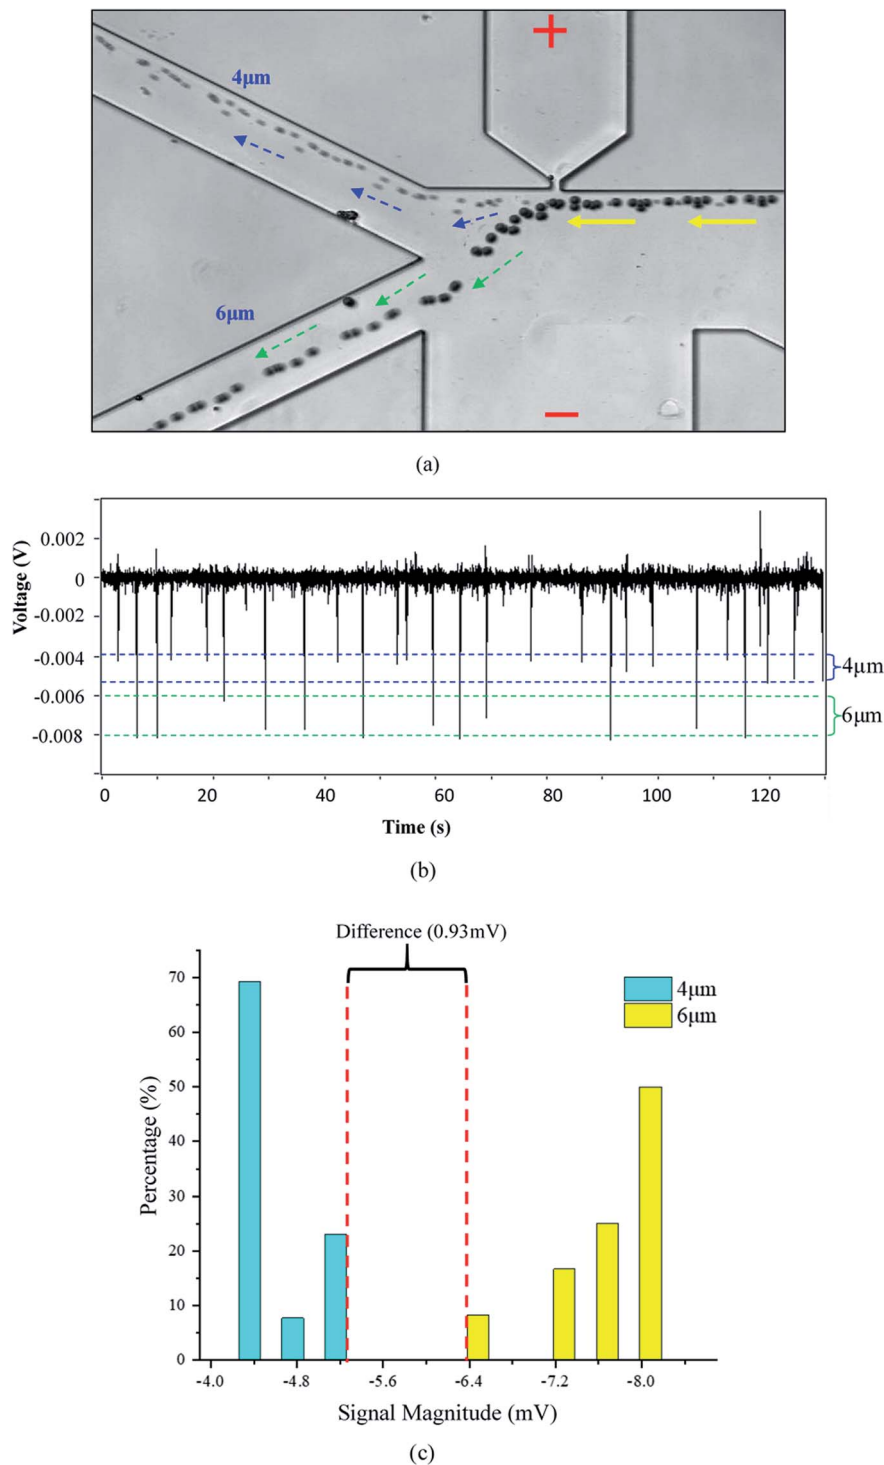 +
4μm
6μm
−
(a)
Voltage (V)
0.002
0
-0.002
-0.004
-0.006
-0.008
4μm
6μm
0 20 40 60 80 100 120
Time (s)
(b)
Difference (0.93mV)
4μm
6μm
Percentage (%)
70
60
50
40
30
20
10
0
-4.0 -4.8 -5.6 -6.4 -7.2 -8.0
Signal Magnitude (mV)
(c)